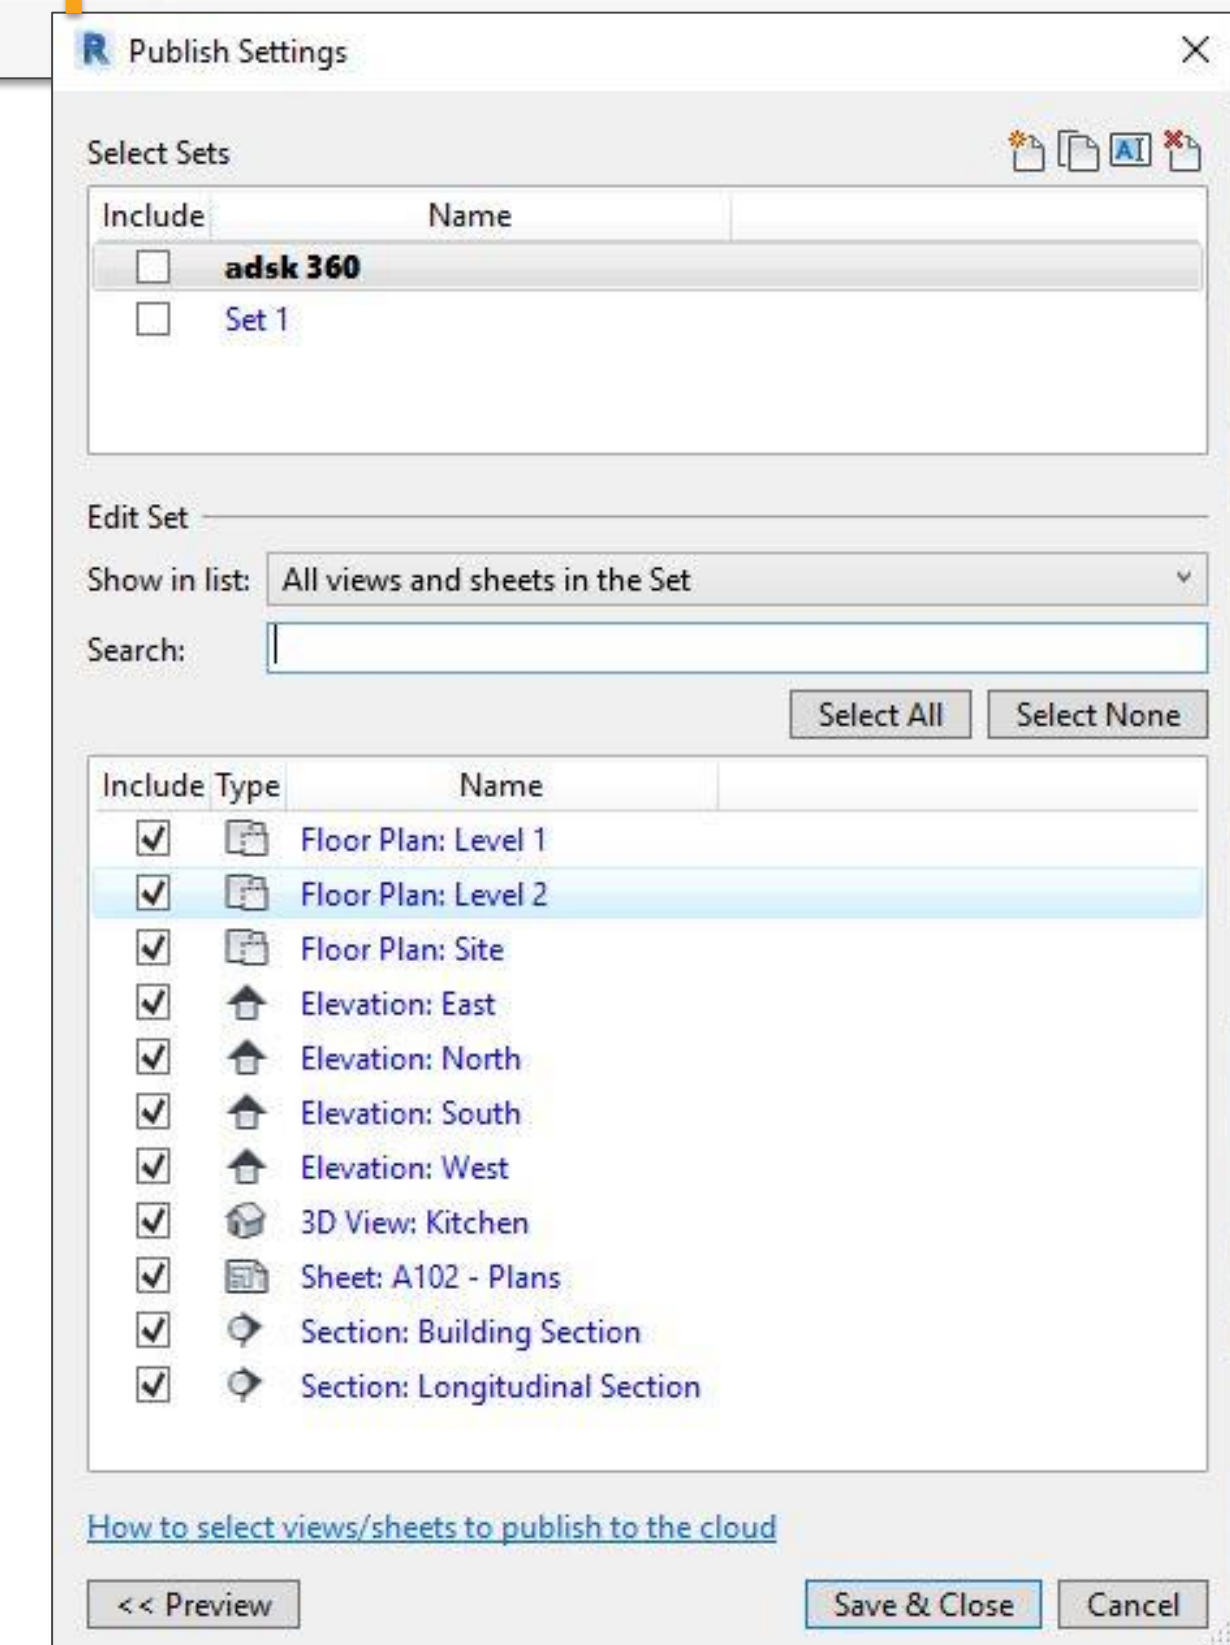 R Publish Settings
Select Sets
AI
Include Name
adsk 360
Set 1
Edit Set
Show in list: All views and sheets in the Set
Search:
Select All Select None
Include Type Name
Floor Plan: Level 1
Floor Plan: Level 2
Floor Plan: Site
Elevation: East
Elevation: North
Elevation: South
Elevation: West
3D View: Kitchen
Sheet: A102 - Plans
Section: Building Section
Section: Longitudinal Section
How to select views/sheets to publish to the cloud
<< Preview Save & Close Cancel